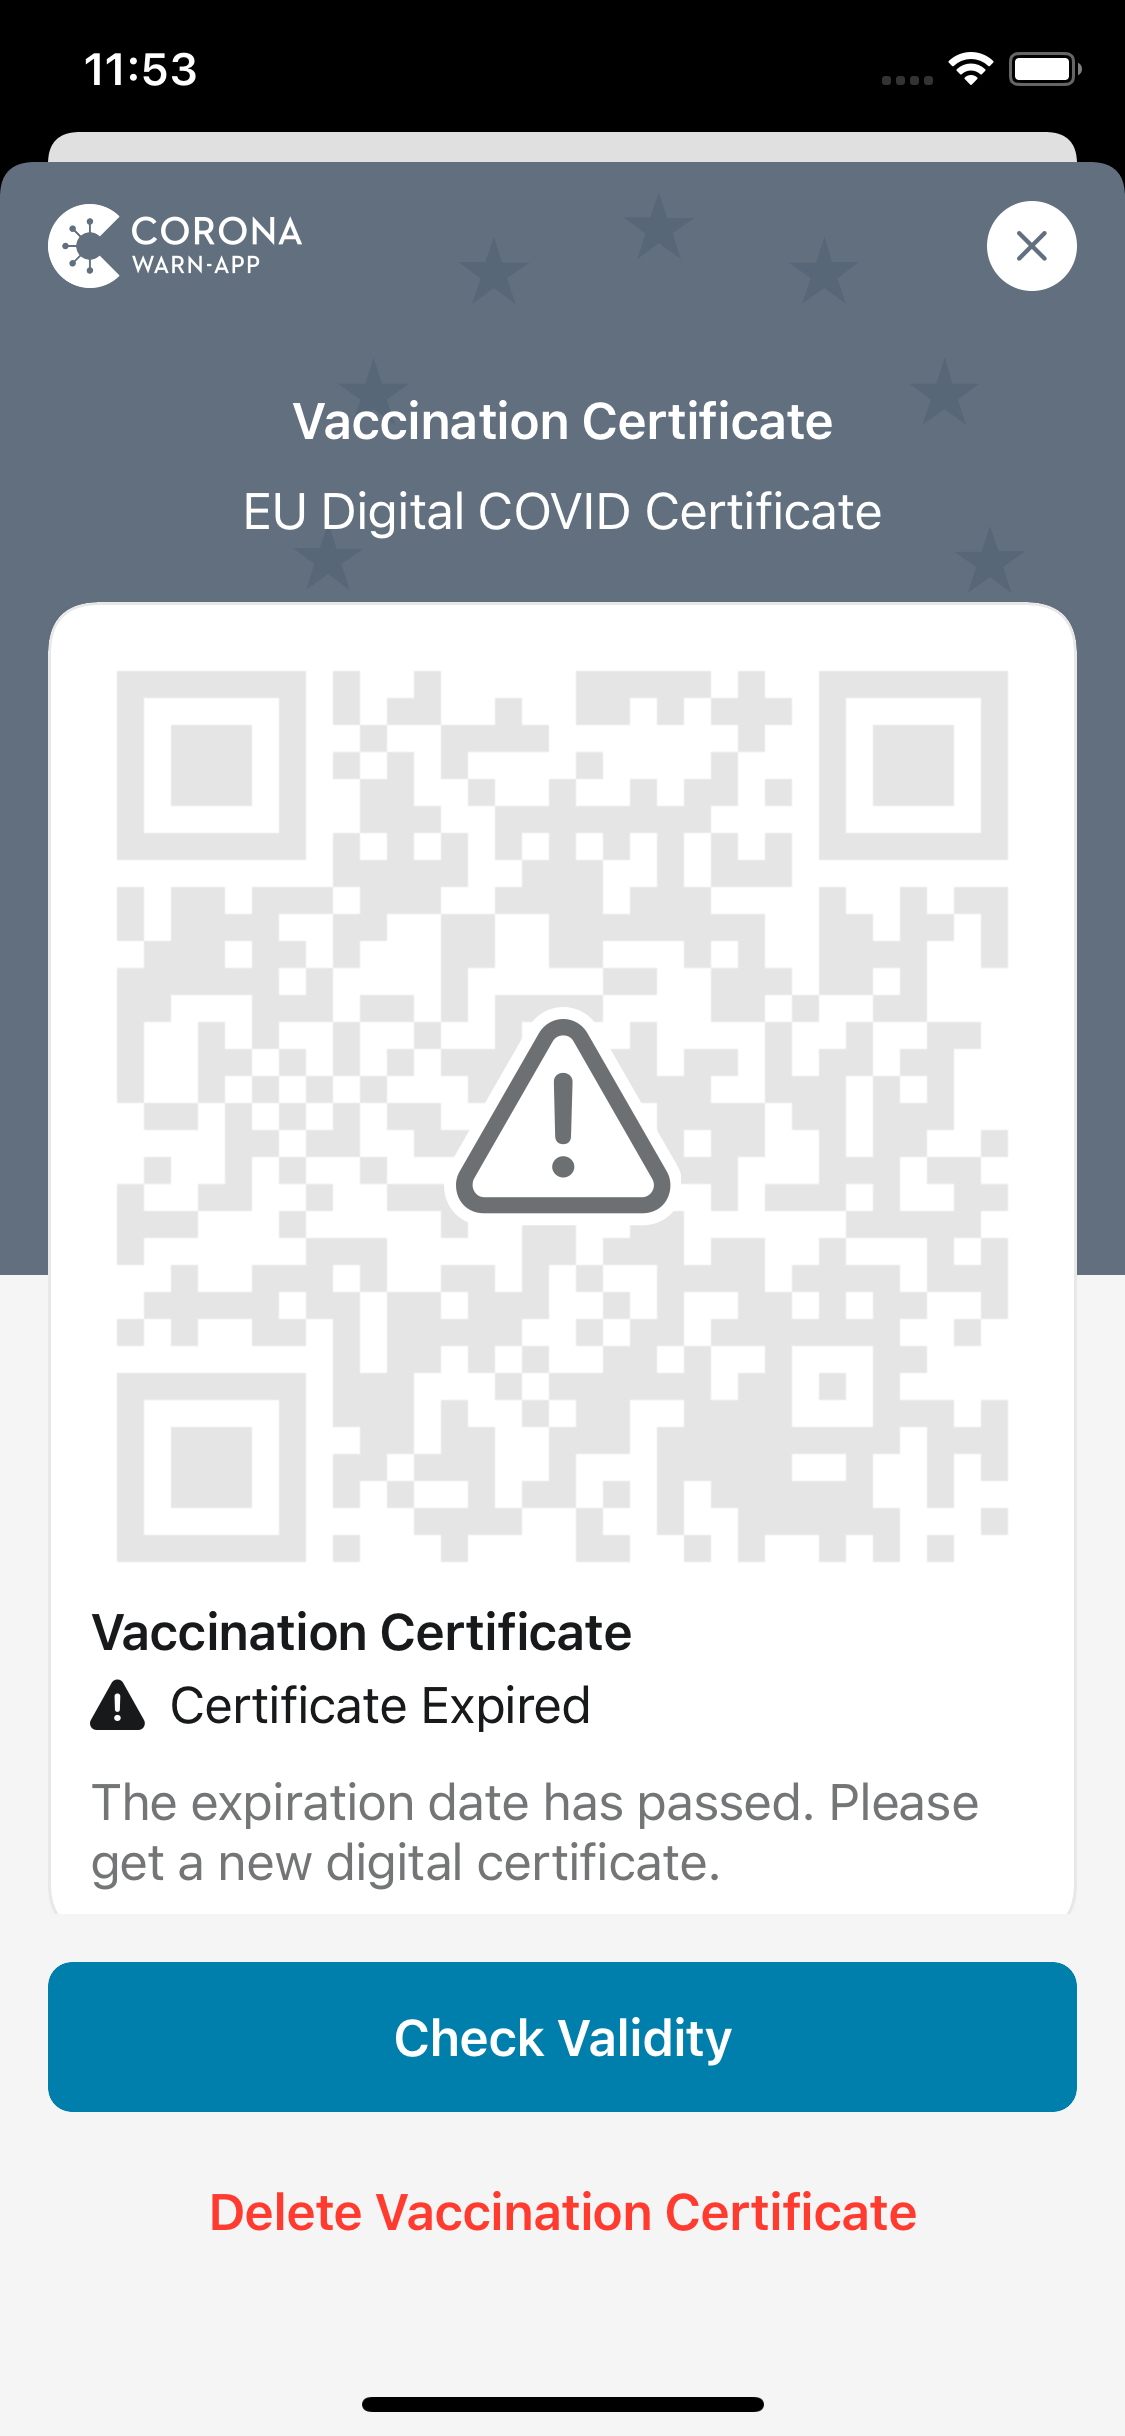 11:53
CORONA
WARN-APP
Vaccination Certificate
EU Digital COVID Certificate
Vaccination Certificate
Certificate Expired
The expiration date has passed. Please
get a new digital certificate.
Check Validity
Delete Vaccination Certificate